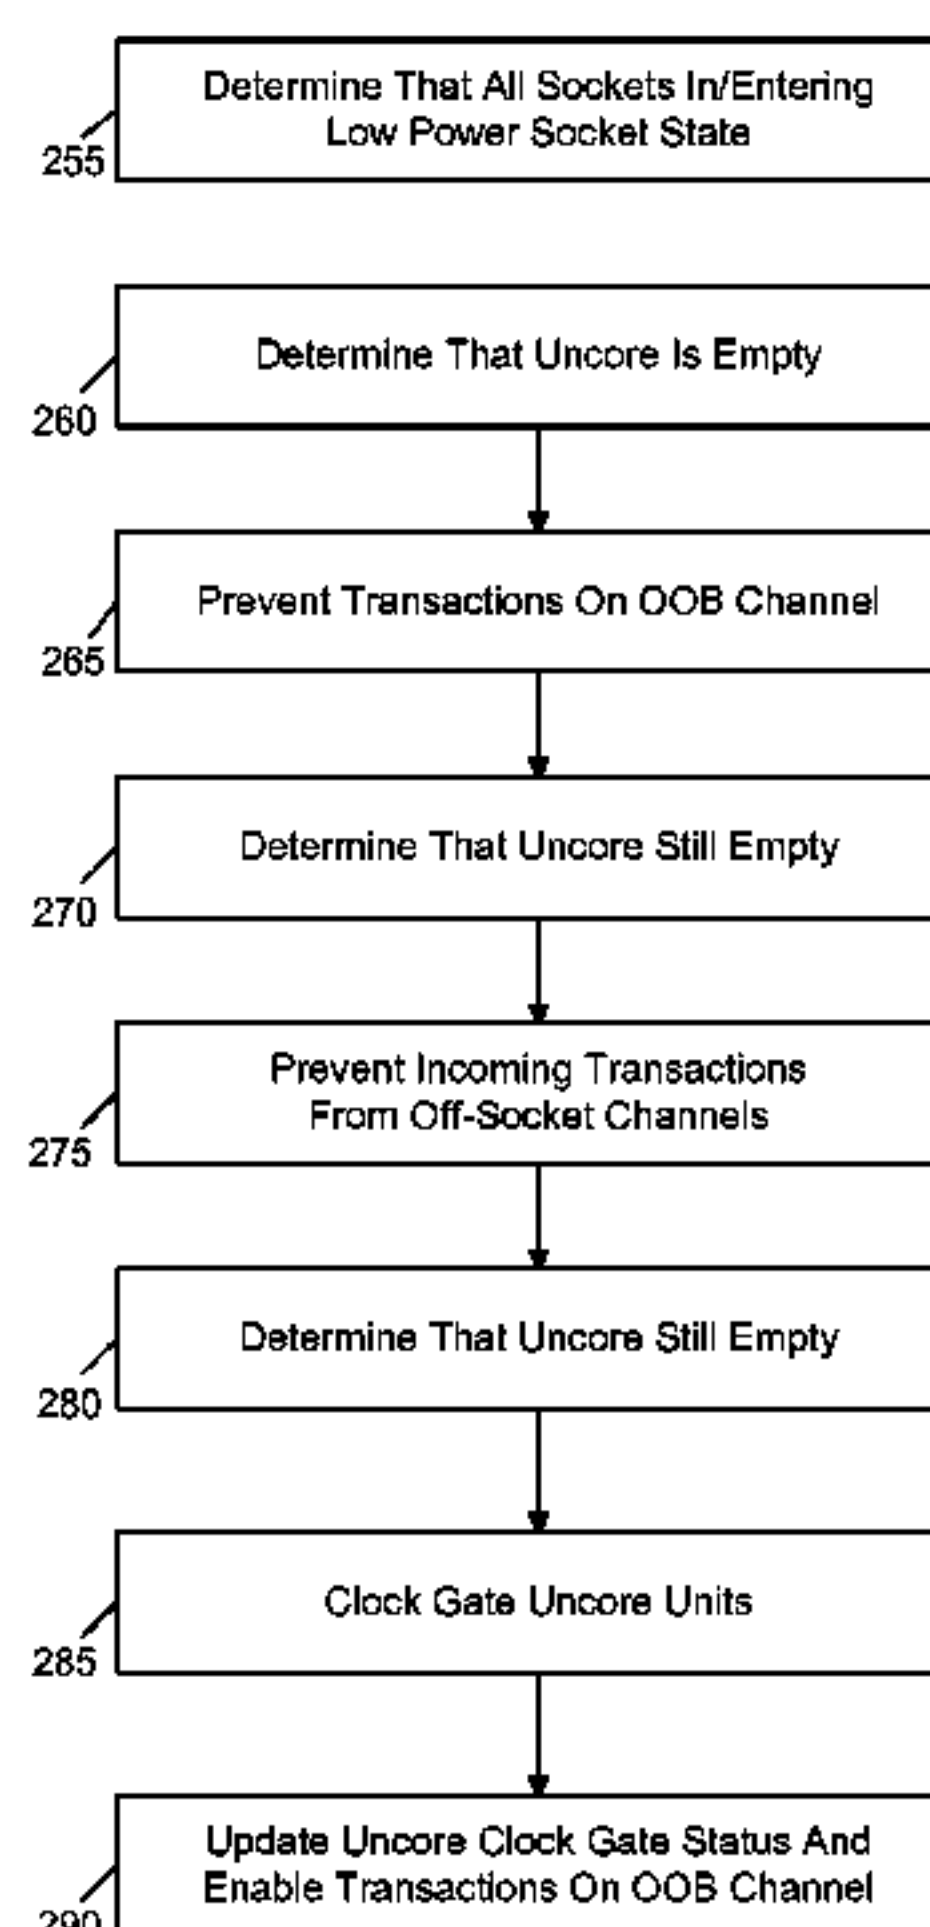 Determine That All Sockets In/Entering
Low Power Socket State
255
Determine That Uncore Is Empty
260
Prevent Transactions On OOB Channel
265
Determine That Uncore Still Empty
270
Prevent Incoming Transactions
From Off-Socket Channels
275
Determine That Uncore Still Empty
280
Clock Gate Uncore Units
285
Update Uncore Clock Gate Status And
Enable Transactions On OOB Channel
290